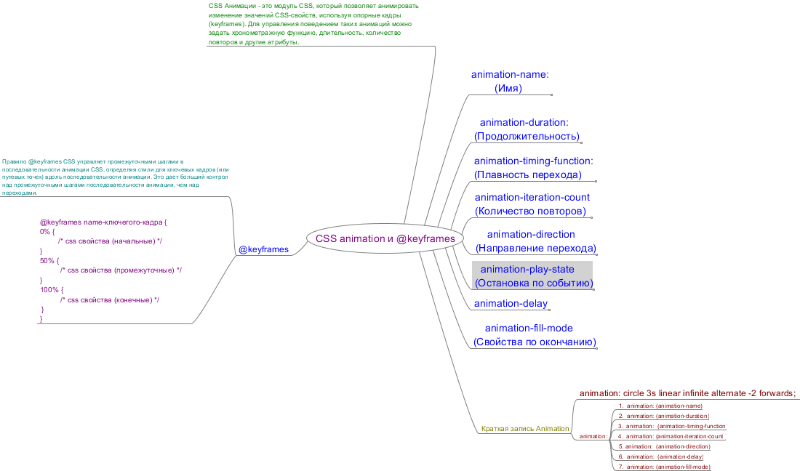 CSS Анимации - это модуль CSS, который позволяет анимировать
изменение значений CSS-свойств, используя опорные кадры
(keyframes). Для управления поведением таких анимаций можно
задать хронометражную функцию, длительность, количество
повторов и другие атрибуты.
animation-name:
(Имя)
animation-duration:
(Продолжительность)
animation-timing-function:
(Плавность перехода)
animation-iteration-count
(Количество повторов)
animation-direction
(Направление перехода)
animation-play-state
(Остановка по событию)
animation-delay
animation-fill-mode
(Свойства по окончанию)
CSS animation и @keyframes
Правило @keyframes CSS управляет промежуточными шагами в
последовательности анимации CSS, определяя стили для ключевых кадров (или
путевых точек) вдоль последовательности анимации. Это дает больший контроль
над промежуточными шагами последовательности анимации, чем над
переходами.
@keyframes
@keyframes name-ключегого-кадра {
0% {
/* css свойства (начальные) */
}
50% {
/* css свойства (промежуточные) */
}
100% {
/* css свойства (конечные) */
}
}
Краткая запись Animation
animation: circle 3s linear infinite alternate -2 forwards;
animation:
1. animation: (animation-name)
2. animation: (animation-duration)
3. animation: (animation-timing-function
4. animation: (animation-iteration-count
5. animation: (animation-direction)
6. animation: (animation-delay)
7. animation: (animation-fill-mode)